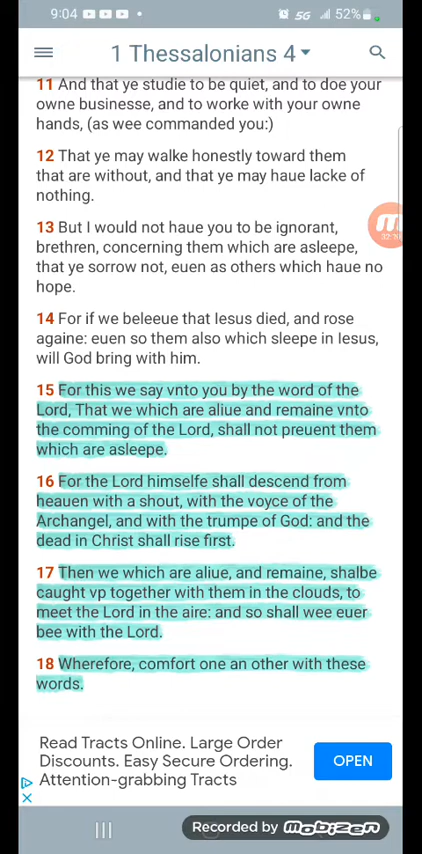 9:04
5G
52%
1 Thessalonians 4
11 And that ye studie to be quiet, and to doe your
owne businesse, and to worke with your owne
hands, (as wee commanded you:)
12 That ye may walke honestly toward them
that are without, and that ye may haue lacke of
nothing.
13 But I would not haue you to be ignorant,
brethren, concerning them which are asleepe,
that ye sorrow not, euen as others which haue no
hope.
14 For if we beleeue that Iesus died, and rose
againe: euen so them also which sleepe in Iesus,
will God bring with him.
15 For this we say vnto you by the word of the
Lord, That we which are aliue and remaine vnto
the comming of the Lord, shall not preuent them
which are asleepe.
16 For the Lord himselfe shall descend from
heauen with a shout, with the voyce of the
Archangel, and with the trumpe of God: and the
dead in Christ shall rise first.
17 Then we which are aliue, and remaine, shalbe
caught vp together with them in the clouds, to
meet the Lord in the aire: and so shall wee euer
bee with the Lord.
18 Wherefore, comfort one an other with these
words.
Read Tracts Online. Large Order
Discounts. Easy Secure Ordering.
Attention-grabbing Tracts
OPEN
Recorded by Mobizen